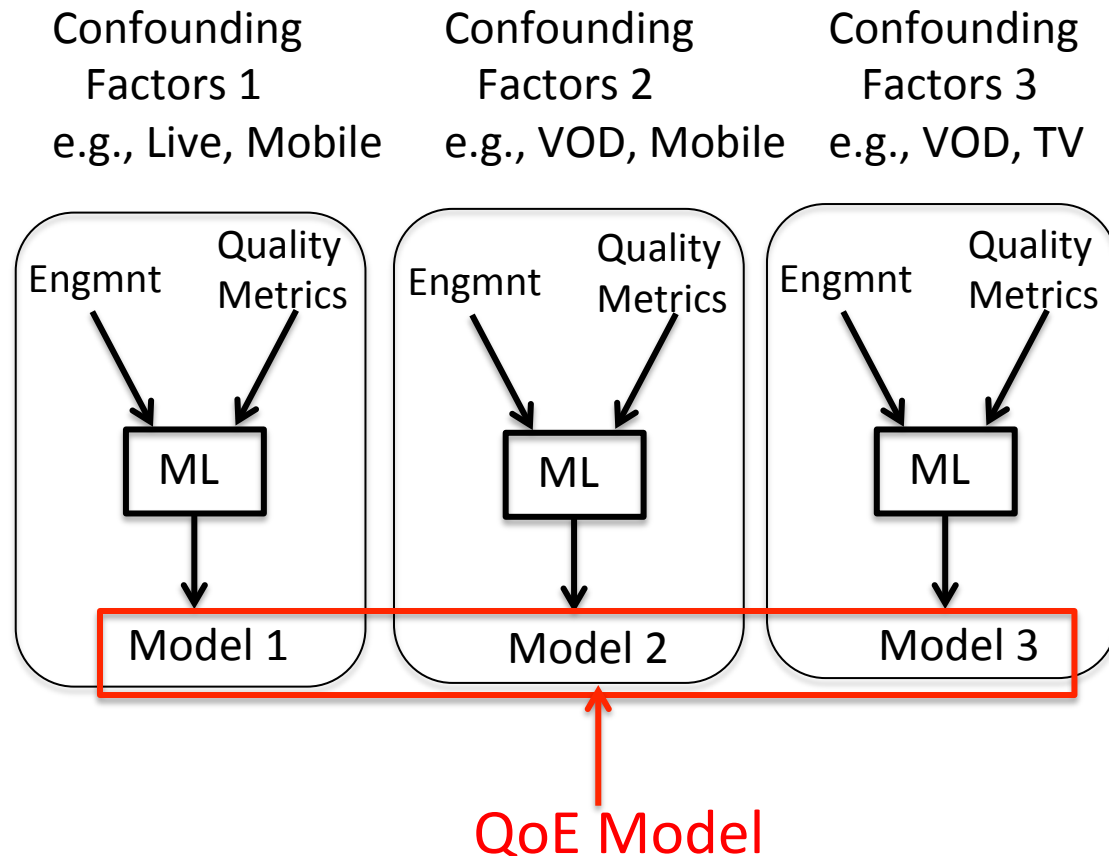 Confounding
Factors 1
e.g., Live, Mobile
Confounding
Factors 2
e.g., VOD, Mobile
Confounding
Factors 3
e.g., VOD, TV
Engmnt
Quality
Metrics
ML
Model 1
Engmnt
Quality
Metrics
ML
Model 2
Engmnt
Quality
Metrics
ML
Model 3
QoE Model